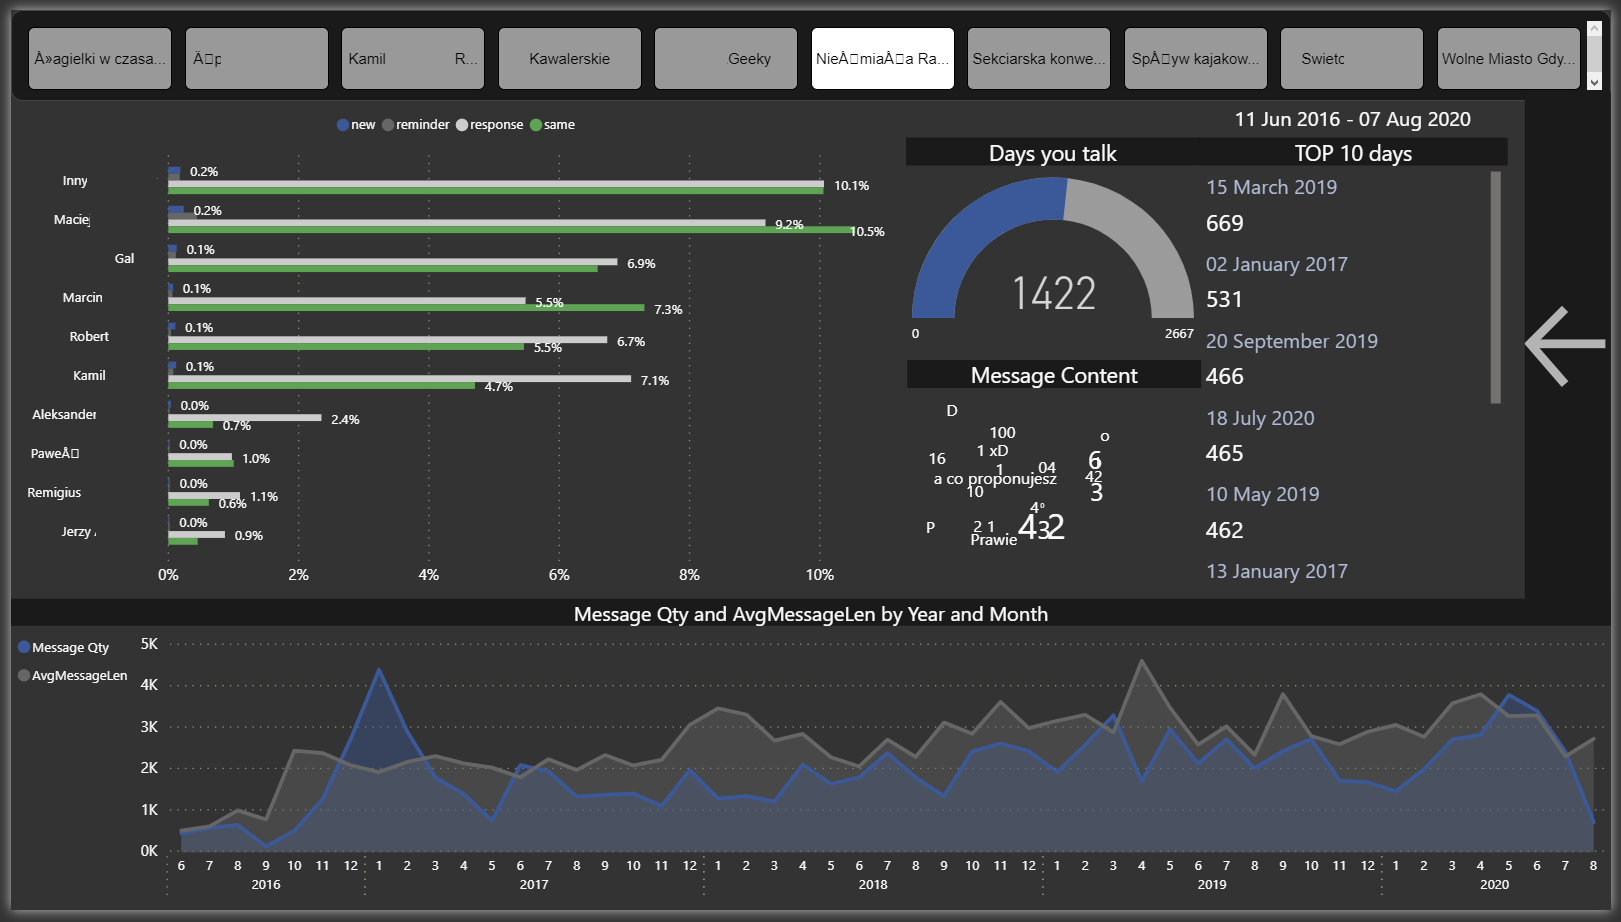 Å»agielki w czasa...
Ä▯p
Kamil R...
Kawalerskie
Geeky
NieÅ▯miaÅ▯a Ra...
Sekciarska konwe...
SpÅ▯yw kajakow...
Swietc
Wolne Miasto Gdy...
new reminder response same
11 Jun 2016 - 07 Aug 2020
Inny
0.2%
10.1%
Maciej
0.2%
9.2%
10.5%
Gal
0.1%
6.9%
Marcin
0.1%
5.5%
7.3%
Robert
0.1%
6.7%
5.5%
Kamil
0.1%
7.1%
4.7%
Aleksander
0.0%
2.4%
0.7%
PaweÅ▯
0.0%
1.0%
Remigius
0.0%
1.1%
0.6%
Jerzy
0.0%
0.9%
0% 2% 4% 6% 8% 10%
Days you talk
1422
0
2667
Message Content
D
100
o
1 xD
16
6
1
04
a co proponujesz
42
10
3
4°
P
2 1
43
2
Prawie
TOP 10 days
15 March 2019
669
02 January 2017
531
20 September 2019
466
18 July 2020
465
10 May 2019
462
13 January 2017
Message Qty and AvgMessageLen by Year and Month
Message Qty
AvgMessageLen
5K
4K
3K
2K
1K
0K
6 7 8 9 10 11 12 1 2 3 4 5 6 7 8 9 10 11 12 1 2 3 4 5 6 7 8 9 10 11 12 1 2 3 4 5 6 7 8 9 10 11 12 1 2 3 4 5 6 7 8
2016 2017 2018 2019 2020